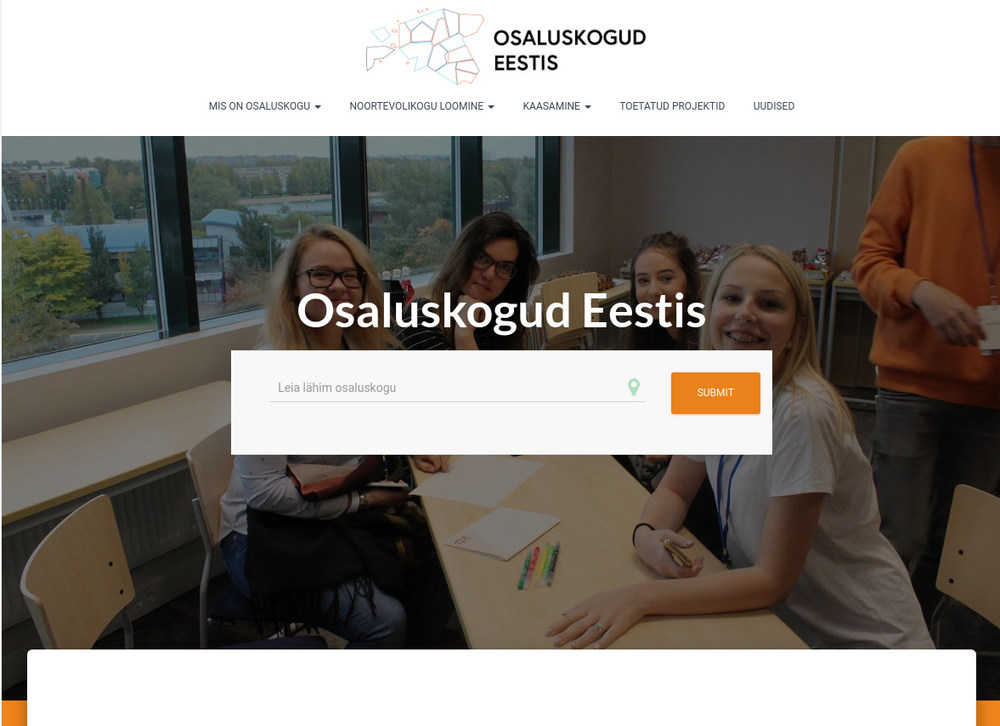 OSALUSKOGUD
EESTIS
MIS ON OSALUSKOGU NOORTEVOLIKOGU LOOMINE KAASAMINE TOETATUD PROJEKTID UUDISED
Osaluskogud Eestis
Leia lähim osaluskogu
SUBMIT